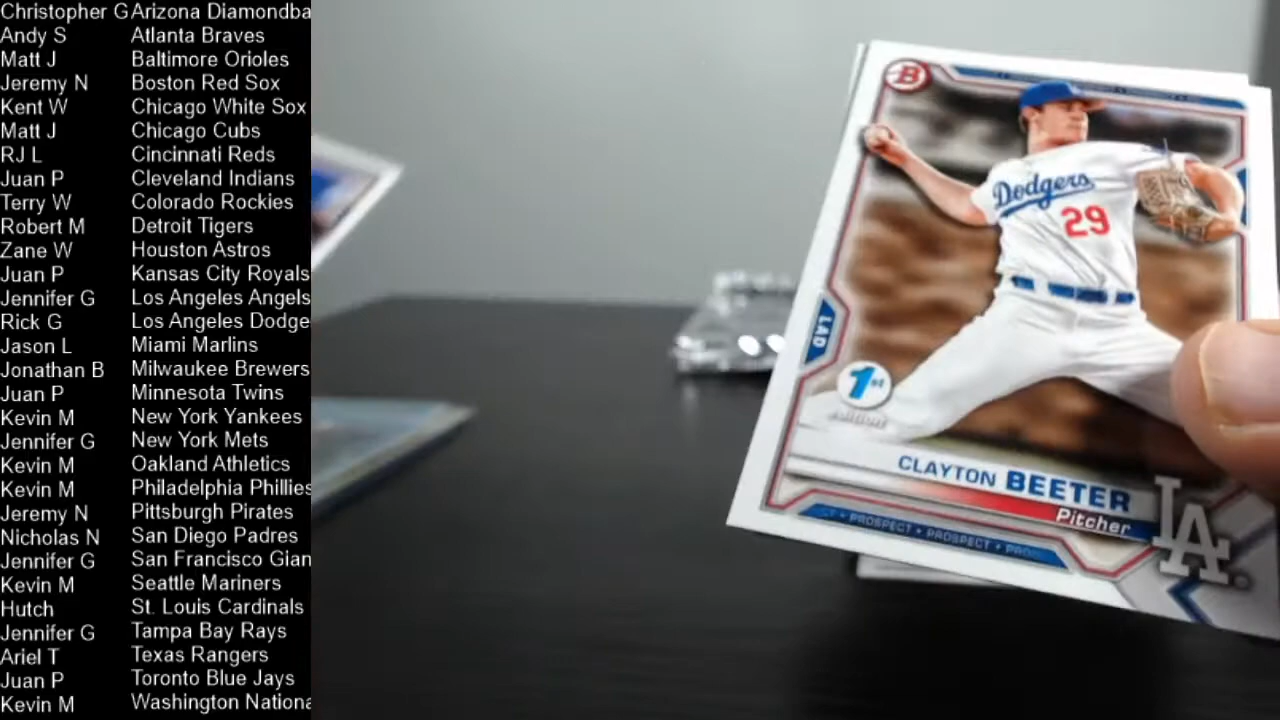 Christopher G Arizona Diamondba
Andy S Atlanta Braves
Matt J Baltimore Orioles
Jeremy N Boston Red Sox
Kent W Chicago White Sox
Matt J Chicago Cubs
RJ L Cincinnati Reds
Juan P Cleveland Indians
Terry W Colorado Rockies
Robert M Detroit Tigers
Zane W Houston Astros
Juan P Kansas City Royals
Jennifer G Los Angeles Angels
Rick G Los Angeles Dodge
Jason L Miami Marlins
Jonathan B Milwaukee Brewers
Juan P Minnesota Twins
Kevin M New York Yankees
Jennifer G New York Mets
Kevin M Oakland Athletics
Kevin M Philadelphia Phillies
Jeremy N Pittsburgh Pirates
Nicholas N San Diego Padres
Jennifer G San Francisco Gian
Kevin M Seattle Mariners
Hutch St. Louis Cardinals
Jennifer G Tampa Bay Rays
Ariel T Texas Rangers
Juan P Toronto Blue Jays
Kevin M Washington Nationa
B
Dodgers
29
LAD
1st
Edition
CLAYTON BEETER
Pitcher
CT • PROSPECT • PROSPECT • PRO
LA